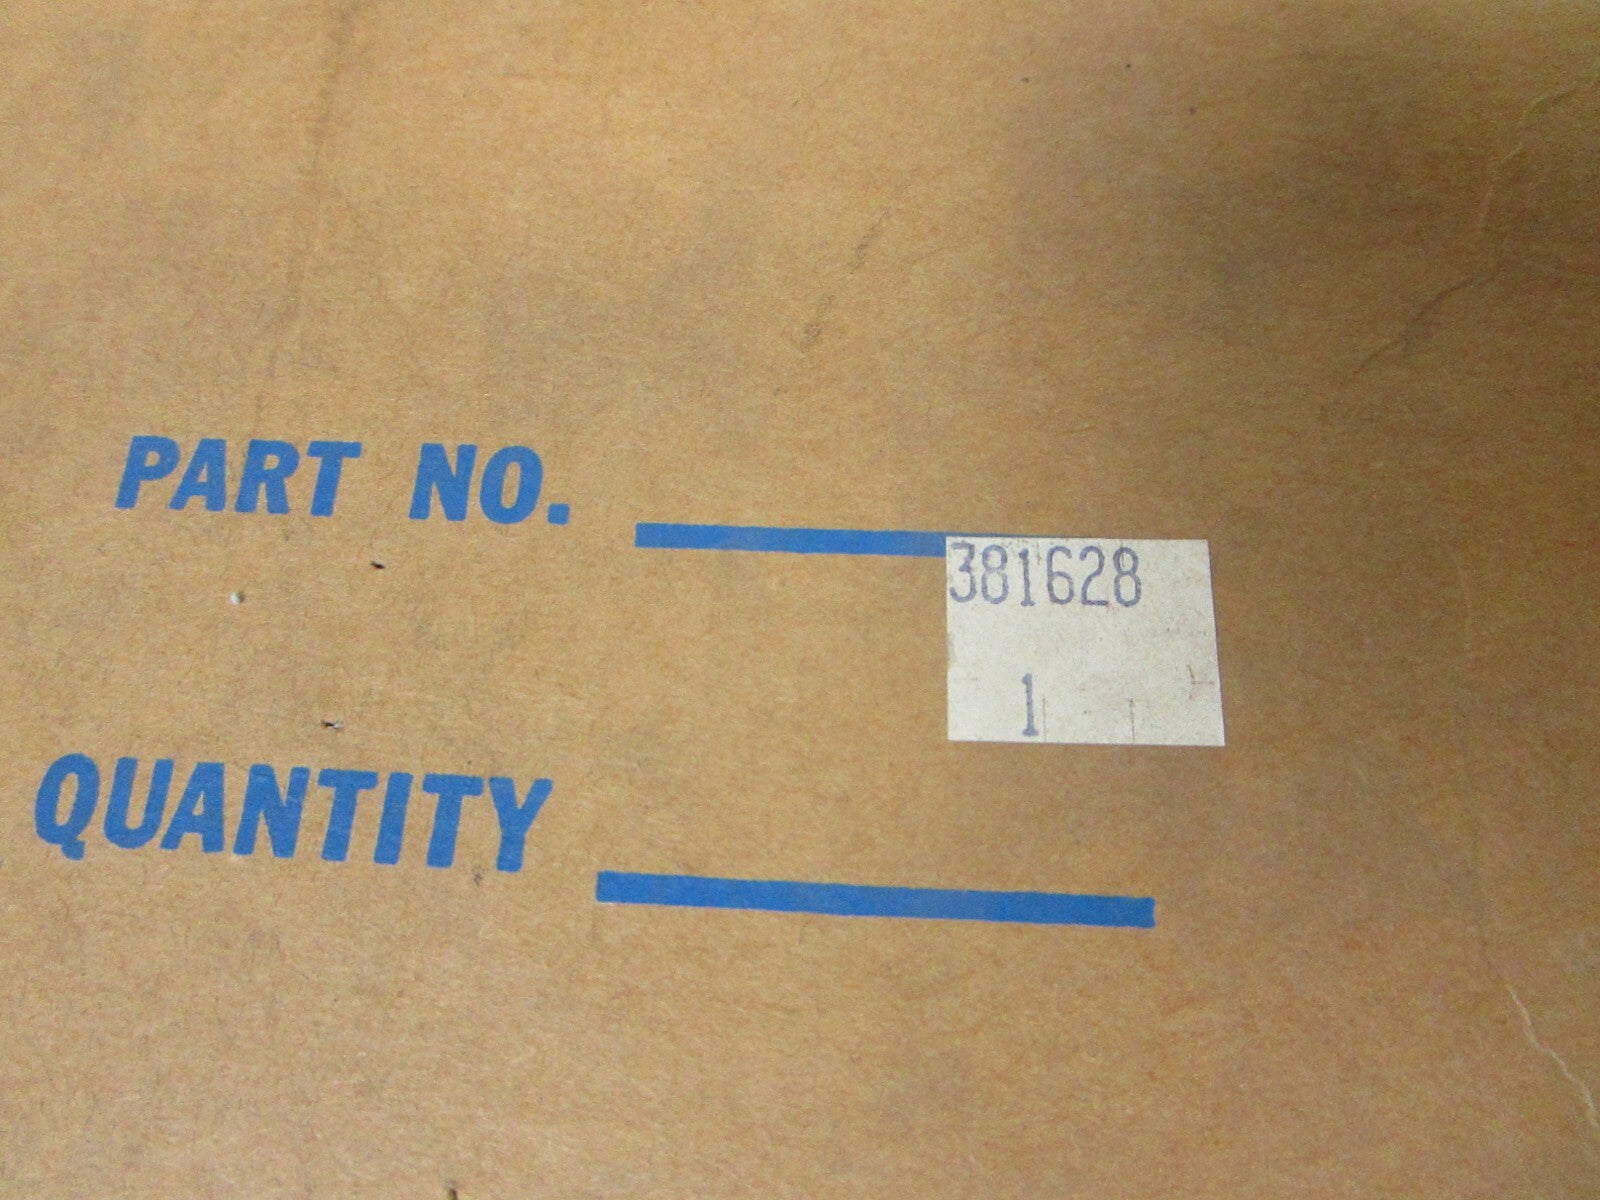 PART NO.
381628
1
QUANTITY